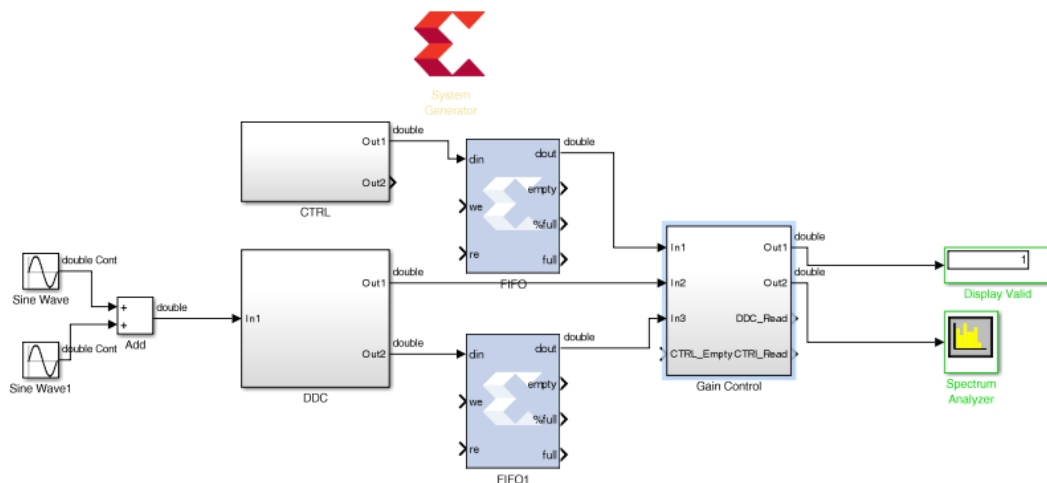 System
Generator
double
double
Out1
Out2
CTRL
din
we
re
dout
empty
%full
full
FIFO
double Cont
Sine Wave
double Cont
Sine Wave1
+
+
Add
double
In1
Out1
Out2
DDC
double
double
din
we
re
dout
empty
%full
full
FIFO1
double
In1
In2
In3
CTRL_Empty
Out1
Out2
DDC_Read
CTRl_Read
Gain Control
double
double
1
Display Valid
Spectrum
Analyzer